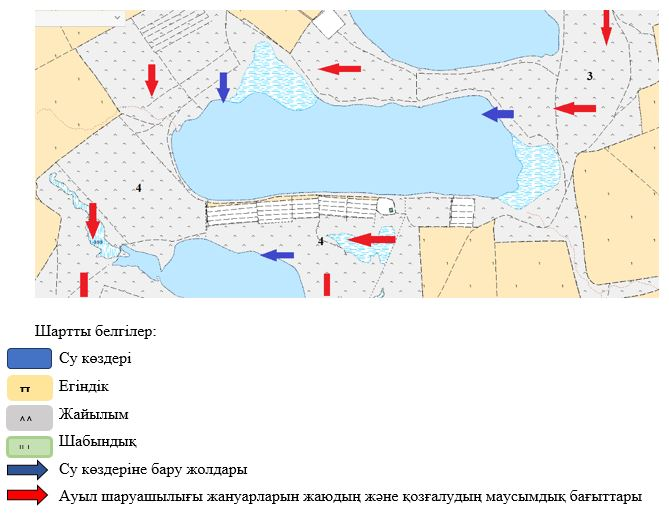 3
4
4
Шартты белгілер:
Су көздері
Егіндік
Жайылым
Шабындық
Су көздеріне бару жолдары
Ауыл шаруашылығы жануарларын жаюдың және қозғалудың маусымдық бағыттары